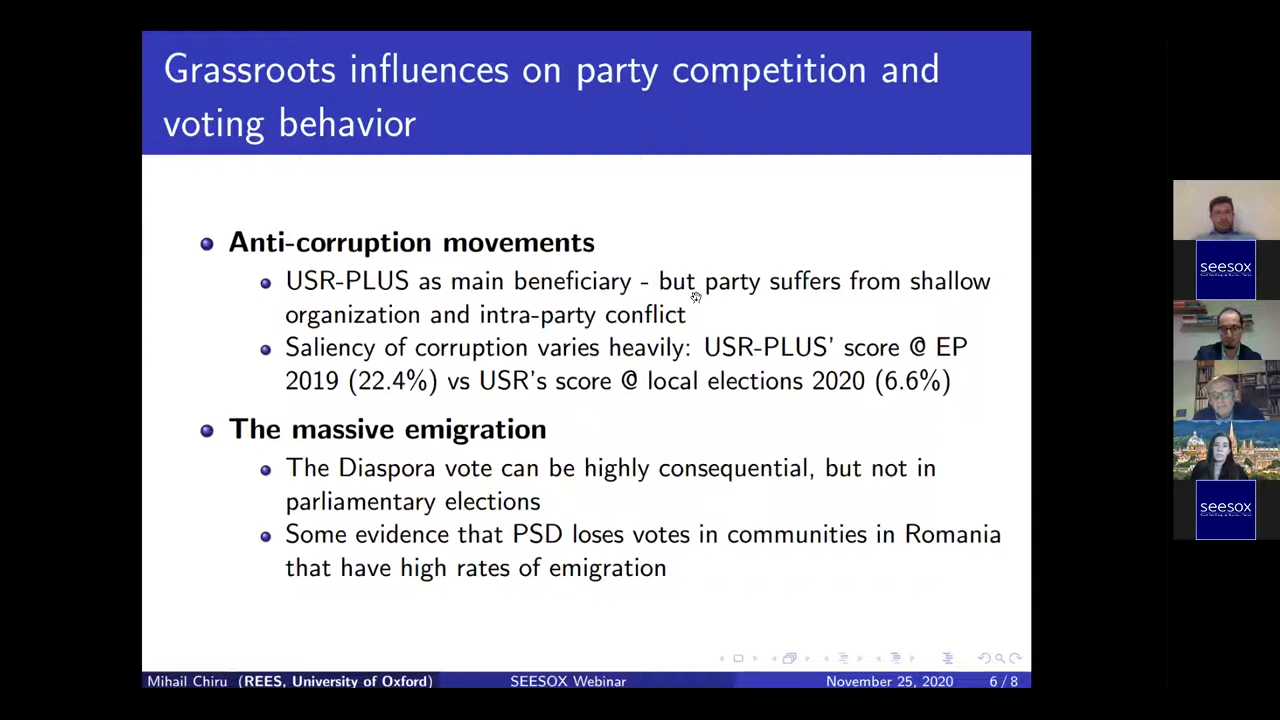 Grassroots influences on party competition and
voting behavior
Anti-corruption movements
USR-PLUS as main beneficiary - but party suffers from shallow
organization and intra-party conflict
Saliency of corruption varies heavily: USR-PLUS' score @ EP
2019 (22.4%) vs USR's score @ local elections 2020 (6.6%)
The massive emigration
The Diaspora vote can be highly consequential, but not in
parliamentary elections
Some evidence that PSD loses votes in communities in Romania
that have high rates of emigration
Mihail Chiru (REES, University of Oxford) SEESOX Webinar November 25, 2020 6 / 8
seesox
seesox